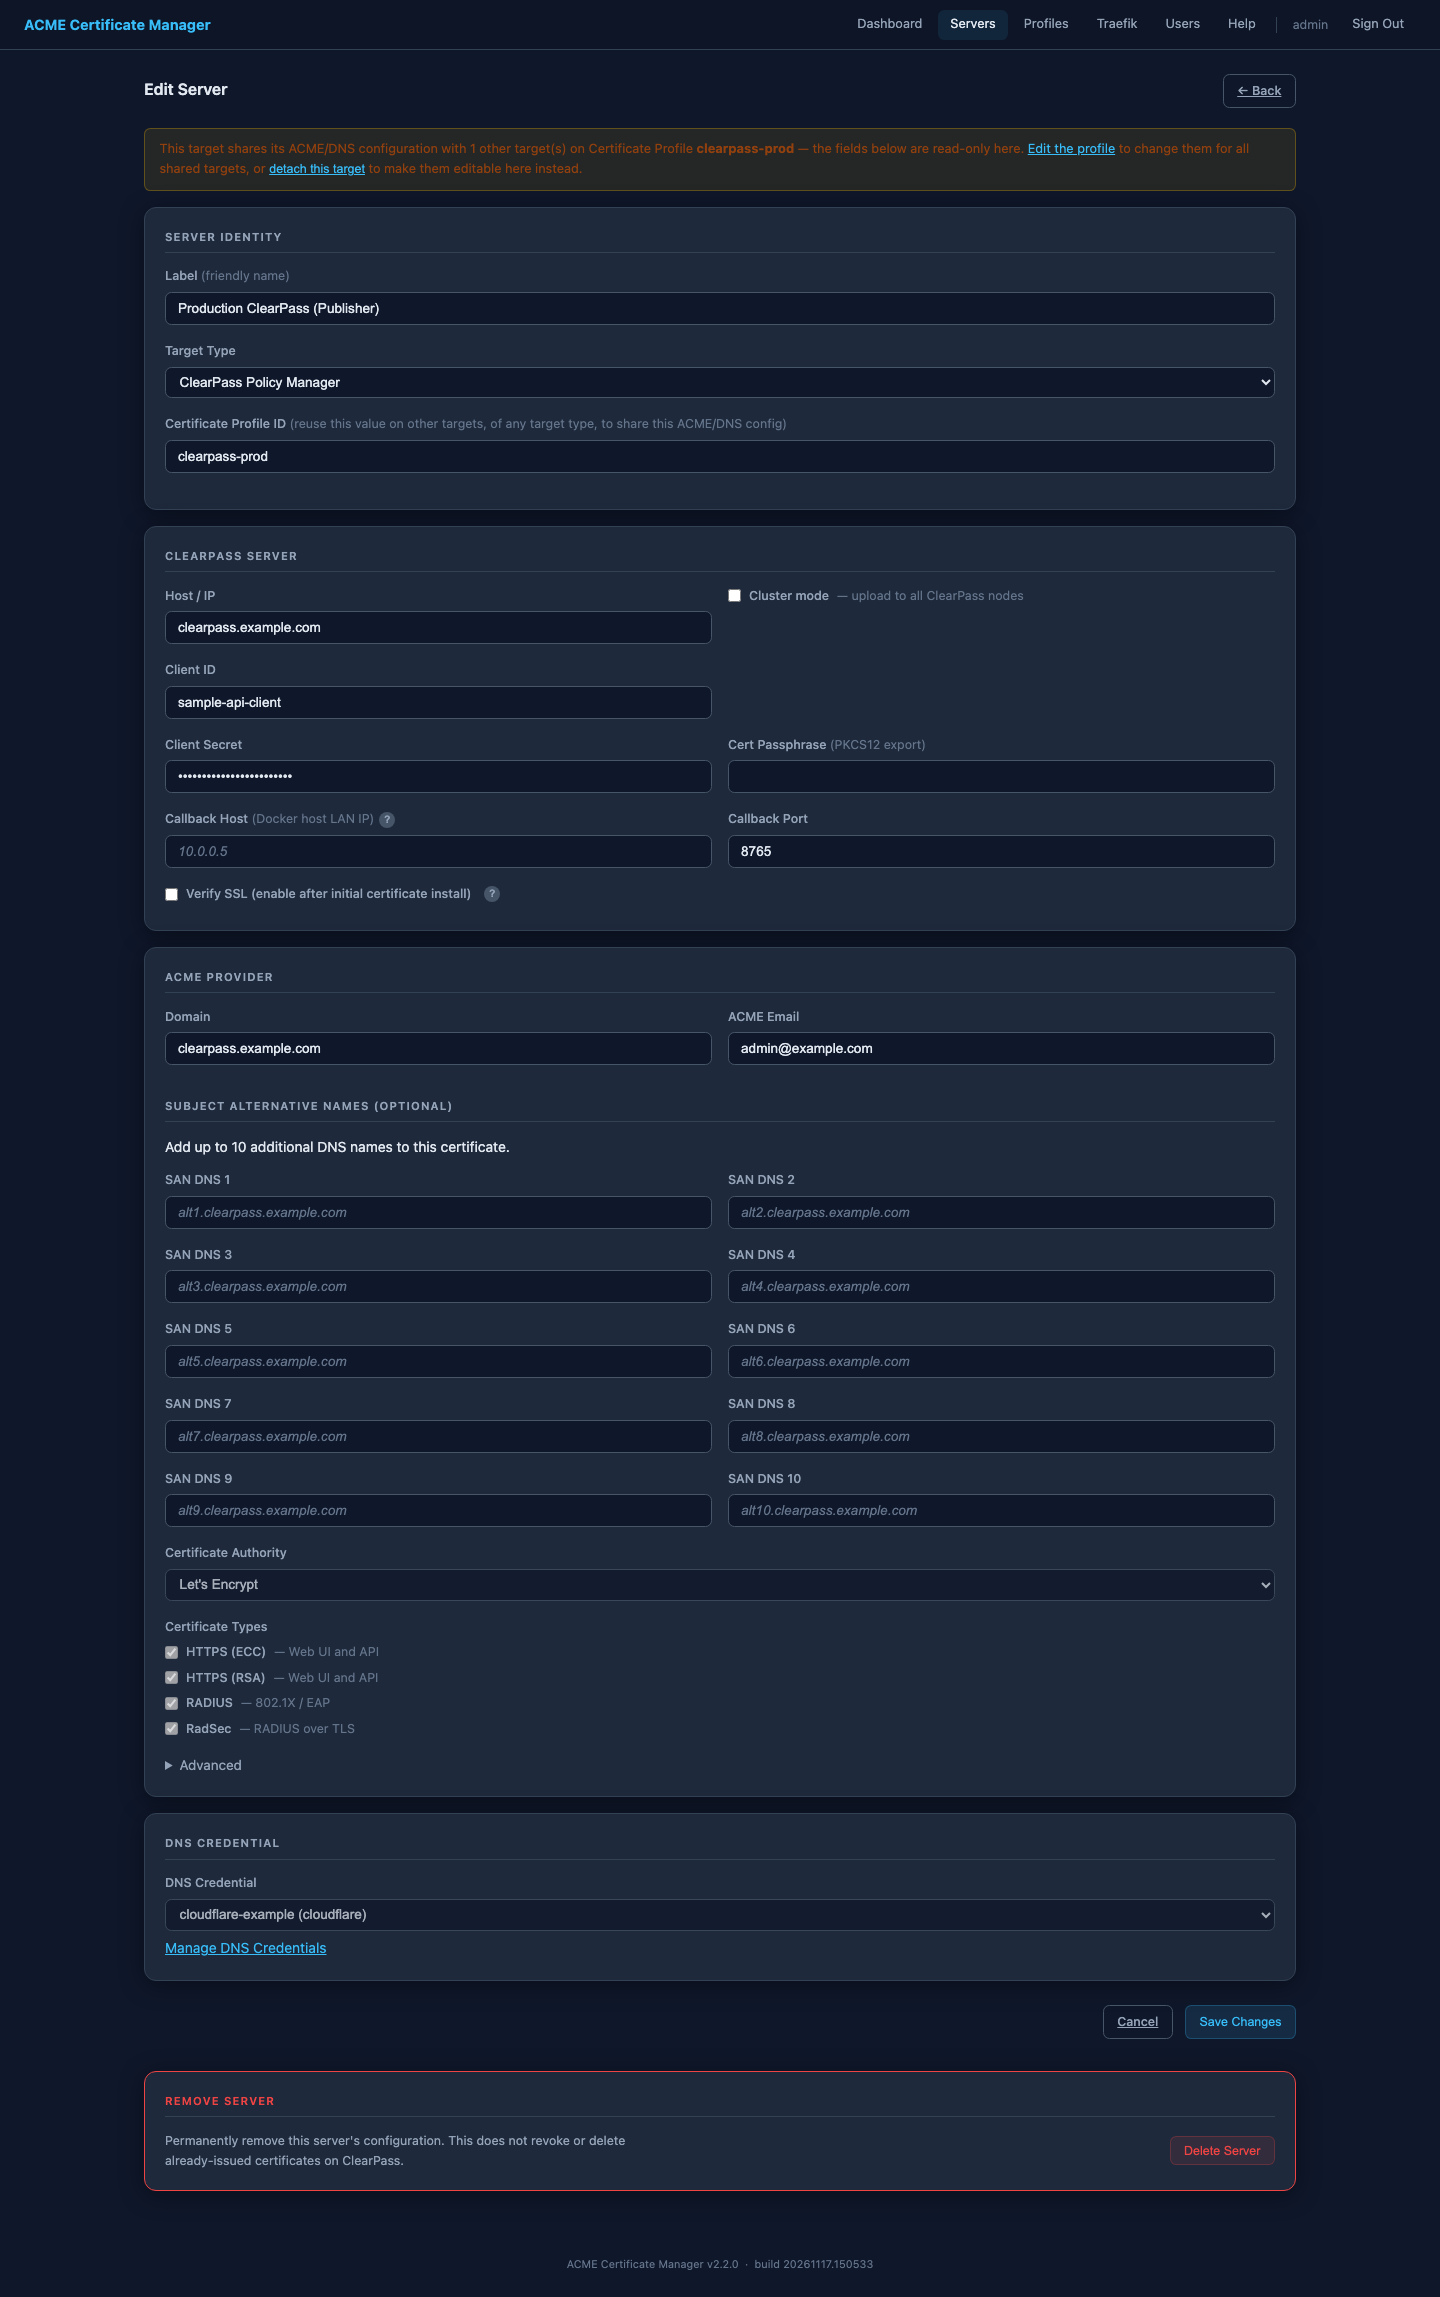 ACME Certificate Manager
Dashboard Servers Profiles Traefik Users Help admin Sign Out
Edit Server
← Back
This target shares its ACME/DNS configuration with 1 other target(s) on Certificate Profile clearpass-prod — the fields below are read-only here. Edit the profile to change them for all
shared targets, or detach this target to make them editable here instead.
SERVER IDENTITY
Label (friendly name)
Production ClearPass (Publisher)
Target Type
ClearPass Policy Manager
Certificate Profile ID (reuse this value on other targets, of any target type, to share this ACME/DNS config)
clearpass-prod
CLEARPASS SERVER
Host / IP
clearpass.example.com
Cluster mode — upload to all ClearPass nodes
Client ID
sample-api-client
Client Secret
••••••••••••••••••••••••
Cert Passphrase (PKCS12 export)
Callback Host (Docker host LAN IP) ?
10.0.0.5
Callback Port
8765
Verify SSL (enable after initial certificate install) ?
ACME PROVIDER
Domain
clearpass.example.com
ACME Email
admin@example.com
SUBJECT ALTERNATIVE NAMES (OPTIONAL)
Add up to 10 additional DNS names to this certificate.
SAN DNS 1
alt1.clearpass.example.com
SAN DNS 2
alt2.clearpass.example.com
SAN DNS 3
alt3.clearpass.example.com
SAN DNS 4
alt4.clearpass.example.com
SAN DNS 5
alt5.clearpass.example.com
SAN DNS 6
alt6.clearpass.example.com
SAN DNS 7
alt7.clearpass.example.com
SAN DNS 8
alt8.clearpass.example.com
SAN DNS 9
alt9.clearpass.example.com
SAN DNS 10
alt10.clearpass.example.com
Certificate Authority
Let's Encrypt
Certificate Types
HTTPS (ECC) — Web UI and API
HTTPS (RSA) — Web UI and API
RADIUS — 802.1X / EAP
RadSec — RADIUS over TLS
Advanced
DNS CREDENTIAL
DNS Credential
cloudflare-example (cloudflare)
Manage DNS Credentials
Cancel
Save Changes
REMOVE SERVER
Permanently remove this server's configuration. This does not revoke or delete
already-issued certificates on ClearPass.
Delete Server
ACME Certificate Manager v2.2.0 · build 20261117.150533